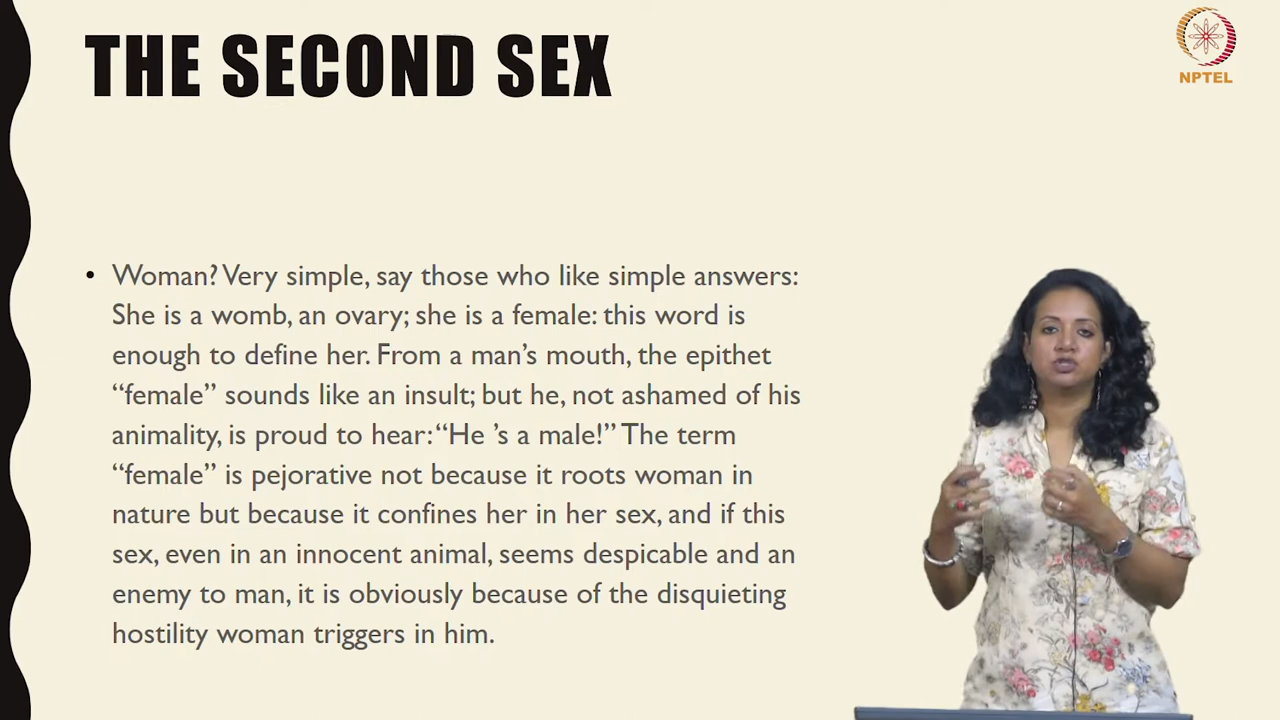 THE SECOND SEX
NPTEL
• Woman? Very simple, say those who like simple answers:
She is a womb, an ovary; she is a female: this word is
enough to define her. From a man’s mouth, the epithet
“female” sounds like an insult; but he, not ashamed of his
animality, is proud to hear: “He ’s a male!” The term
“female” is pejorative not because it roots woman in
nature but because it confines her in her sex, and if this
sex, even in an innocent animal, seems despicable and an
enemy to man, it is obviously because of the disquieting
hostility woman triggers in him.